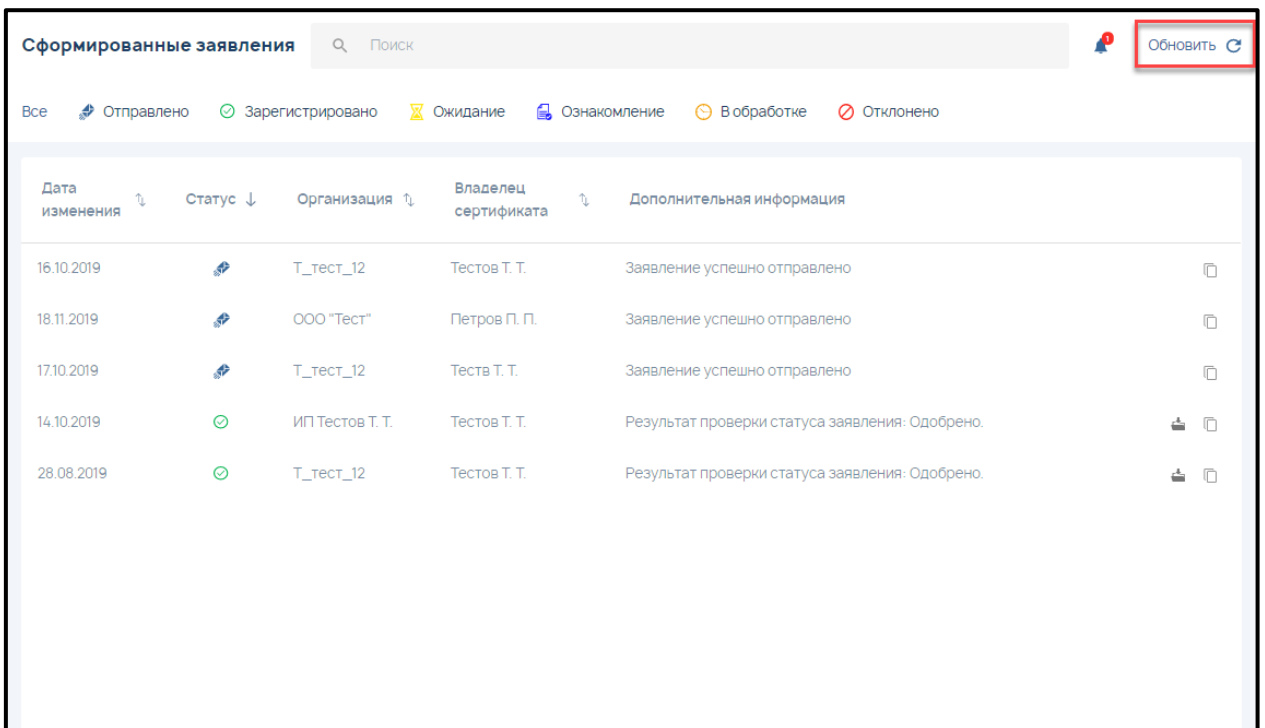 Сформированные заявления Поиск 1 Обновить
Все Отправлено Зарегистрировано Ожидание Ознакомление В обработке Отклонено
Дата изменения Статус Организация Владелец сертификата Дополнительная информация
16.10.2019 Т_тест_12 Тестов Т. Т. Заявление успешно отправлено
18.11.2019 ООО "Тест" Петров П. П. Заявление успешно отправлено
17.10.2019 Т_тест_12 Теств Т. Т. Заявление успешно отправлено
14.10.2019 ИП Тестов Т. Т. Тестов Т. Т. Результат проверки статуса заявления: Одобрено.
28.08.2019 Т_тест_12 Тестов Т. Т. Результат проверки статуса заявления: Одобрено.